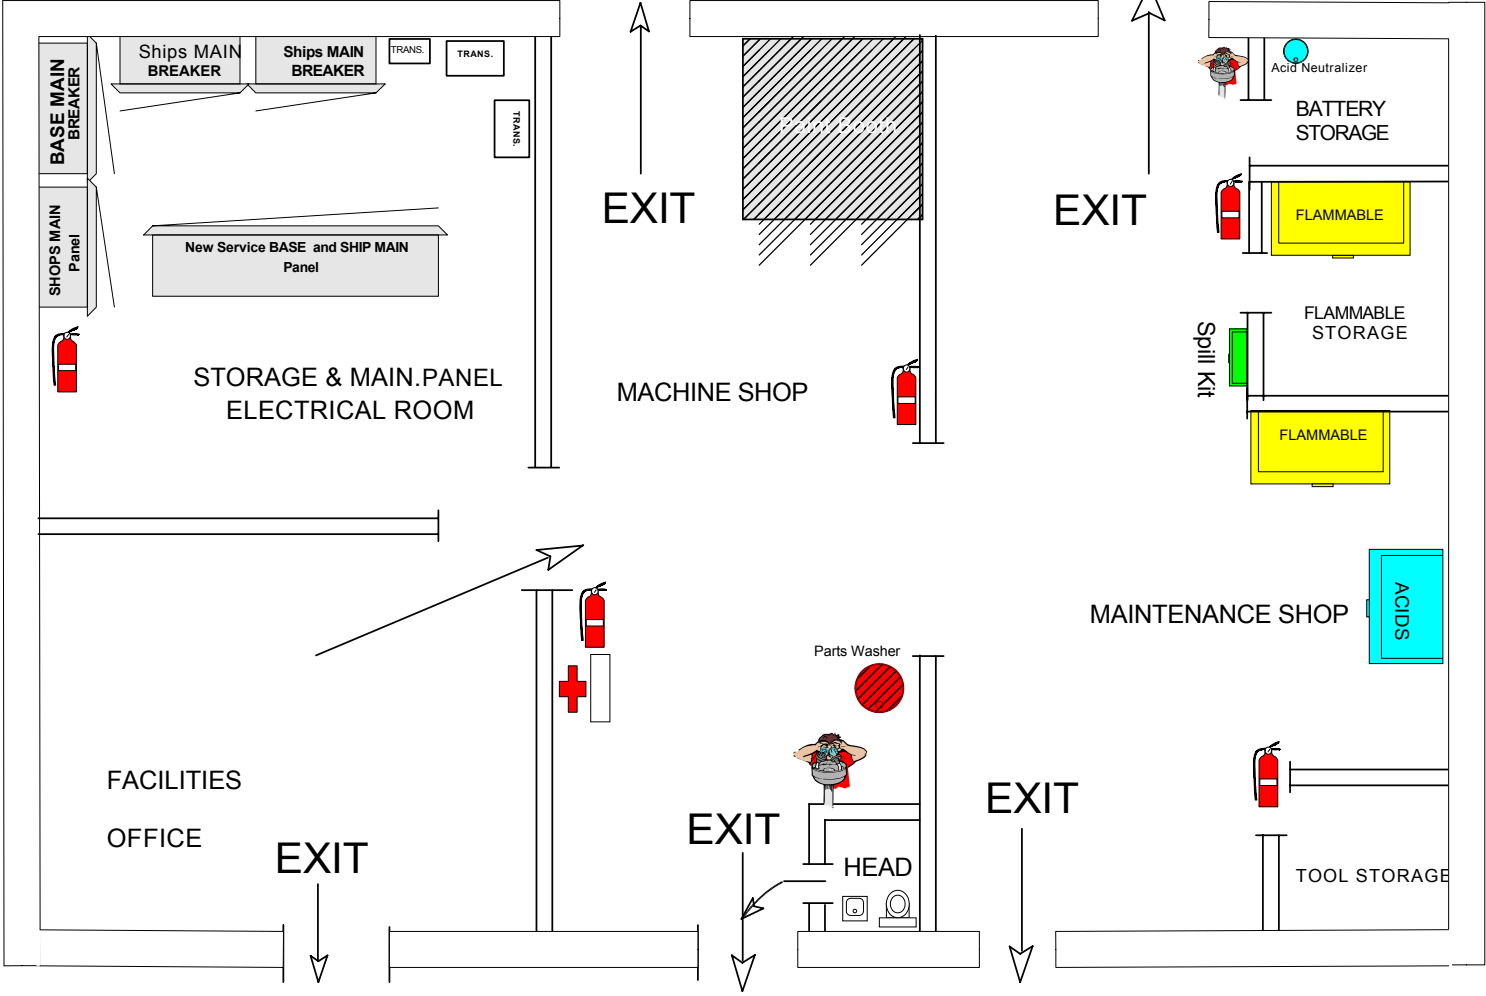 Ships MAIN
BREAKER
Ships MAIN
BREAKER
TRANS.
TRANS.
BASE MAIN
BREAKER
TRANS.
Paint Booth
Acid Neutralizer
BATTERY
STORAGE
EXIT
EXIT
FLAMMABLE
SHOPS MAIN
Panel
New Service BASE and SHIP MAIN
Panel
FLAMMABLE
STORAGE
Spill Kit
STORAGE & MAIN.PANEL
ELECTRICAL ROOM
MACHINE SHOP
FLAMMABLE
ACIDS
MAINTENANCE SHOP
Parts Washer
FACILITIES
OFFICE
EXIT
EXIT
EXIT
HEAD
TOOL STORAGE